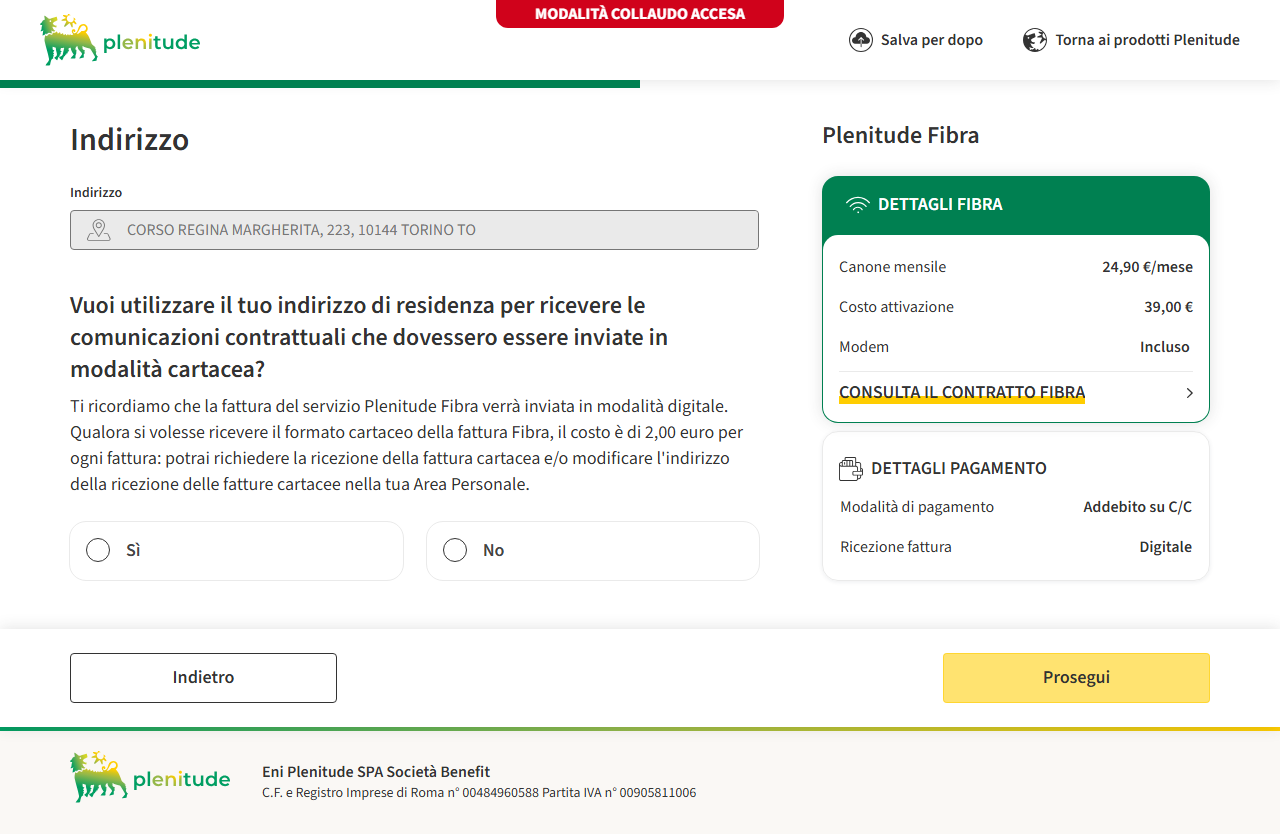 MODALITÀ COLLAUDO ACCESA
plenitude
Salva per dopo
Torna ai prodotti Plenitude
Indirizzo
Indirizzo
CORSO REGINA MARGHERITA, 223, 10144 TORINO TO
Vuoi utilizzare il tuo indirizzo di residenza per ricevere le
comunicazioni contrattuali che dovessero essere inviate in
modalità cartacea?
Ti ricordiamo che la fattura del servizio Plenitude Fibra verrà inviata in modalità digitale.
Qualora si volesse ricevere il formato cartaceo della fattura Fibra, il costo è di 2,00 euro per
ogni fattura: potrai richiedere la ricezione della fattura cartacea e/o modificare l'indirizzo
della ricezione delle fatture cartacee nella tua Area Personale.
Sì
No
Plenitude Fibra
DETTAGLI FIBRA
Canone mensile 24,90 €/mese
Costo attivazione 39,00 €
Modem Incluso
CONSULTA IL CONTRATTO FIBRA
DETTAGLI PAGAMENTO
Modalità di pagamento Addebito su C/C
Ricezione fattura Digitale
Indietro
Prosegui
plenitude
Eni Plenitude SPA Società Benefit
C.F. e Registro Imprese di Roma n° 00484960588 Partita IVA n° 00905811006